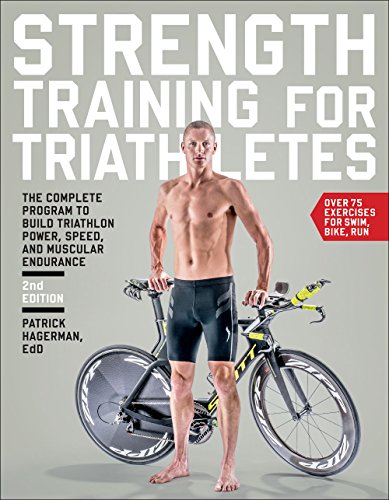 STRENGTH
TRAINING FOR
TRIATHLETES
THE COMPLETE
PROGRAM TO
BUILD TRIATHLON
POWER, SPEED,
AND MUSCULAR
ENDURANCE
2nd
EDITION
PATRICK
HAGERMAN,
EdD
OVER 75
EXERCISES
FOR SWIM,
BIKE, RUN
SCOTT